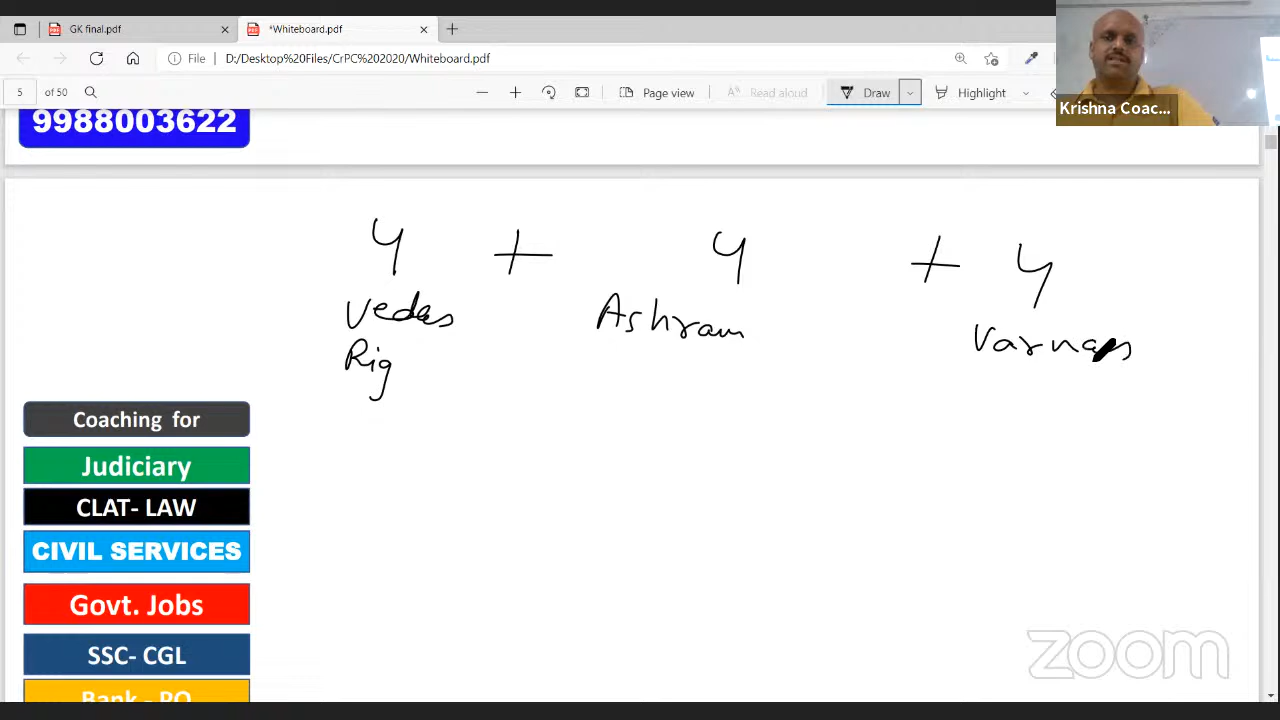 GK final.pdf
*Whiteboard.pdf
File D:/Desktop%20Files/CrPC%202020/Whiteboard.pdf
5 of 50 Page view Read aloud Draw Highlight
Krishna Coac...
9988003622
4 + 4 + 4
Vedas Ashram Varnas
Rig
Coaching for
Judiciary
CLAT- LAW
CIVIL SERVICES
Govt. Jobs
SSC- CGL
Bank - PO
zoom